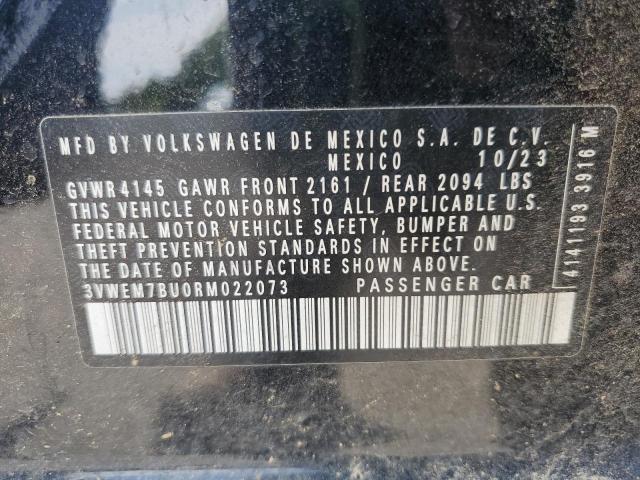 MFD BY VOLKSWAGEN DE MEXICO S.A. DE C.V.
MEXICO 10/23
GVWR4145 GAWR FRONT 2161 / REAR 2094 LBS
THIS VEHICLE CONFORMS TO ALL APPLICABLE U.S.
FEDERAL MOTOR VEHICLE SAFETY, BUMPER AND
THEFT PREVENTION STANDARDS IN EFFECT ON
THE DATE OF MANUFACTURE SHOWN ABOVE.
3VWEM7BU0RM022073 PASSENGER CAR
4141193 3916 M